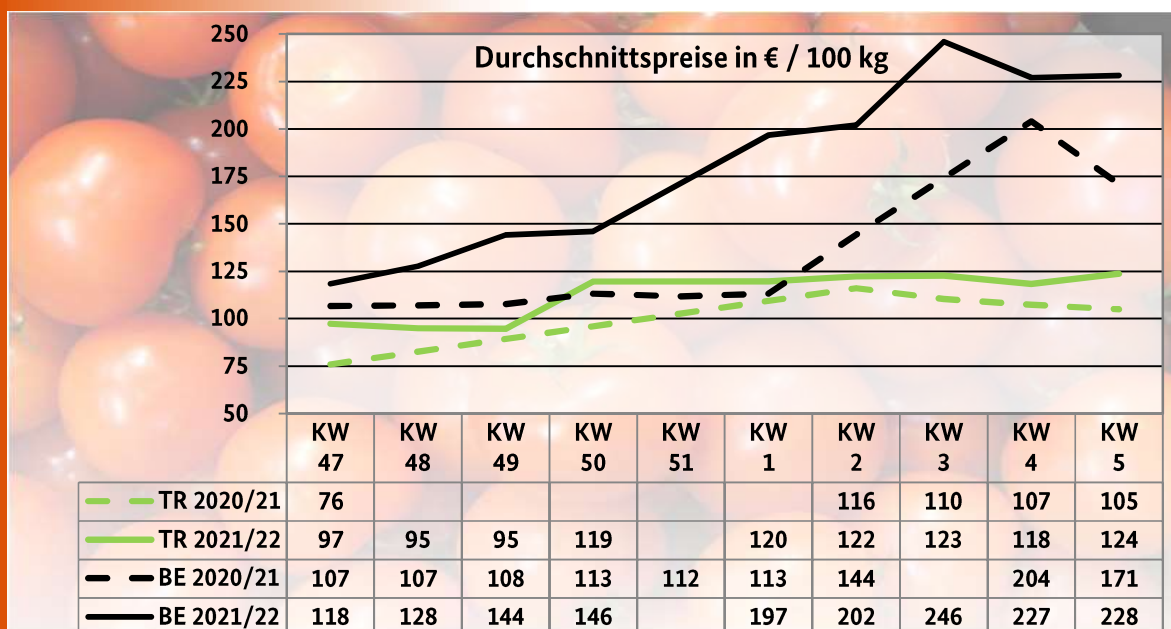 Durchschnittspreise in € / 100 kg
250
225
200
175
150
125
100
75
50
KW 47 KW 48 KW 49 KW 50 KW 51 KW 1 KW 2 KW 3 KW 4 KW 5
TR 2020/21 76 116 110 107 105
TR 2021/22 97 95 95 119 120 122 123 118 124
BE 2020/21 107 107 108 113 112 113 144 204 171
BE 2021/22 118 128 144 146 197 202 246 227 228